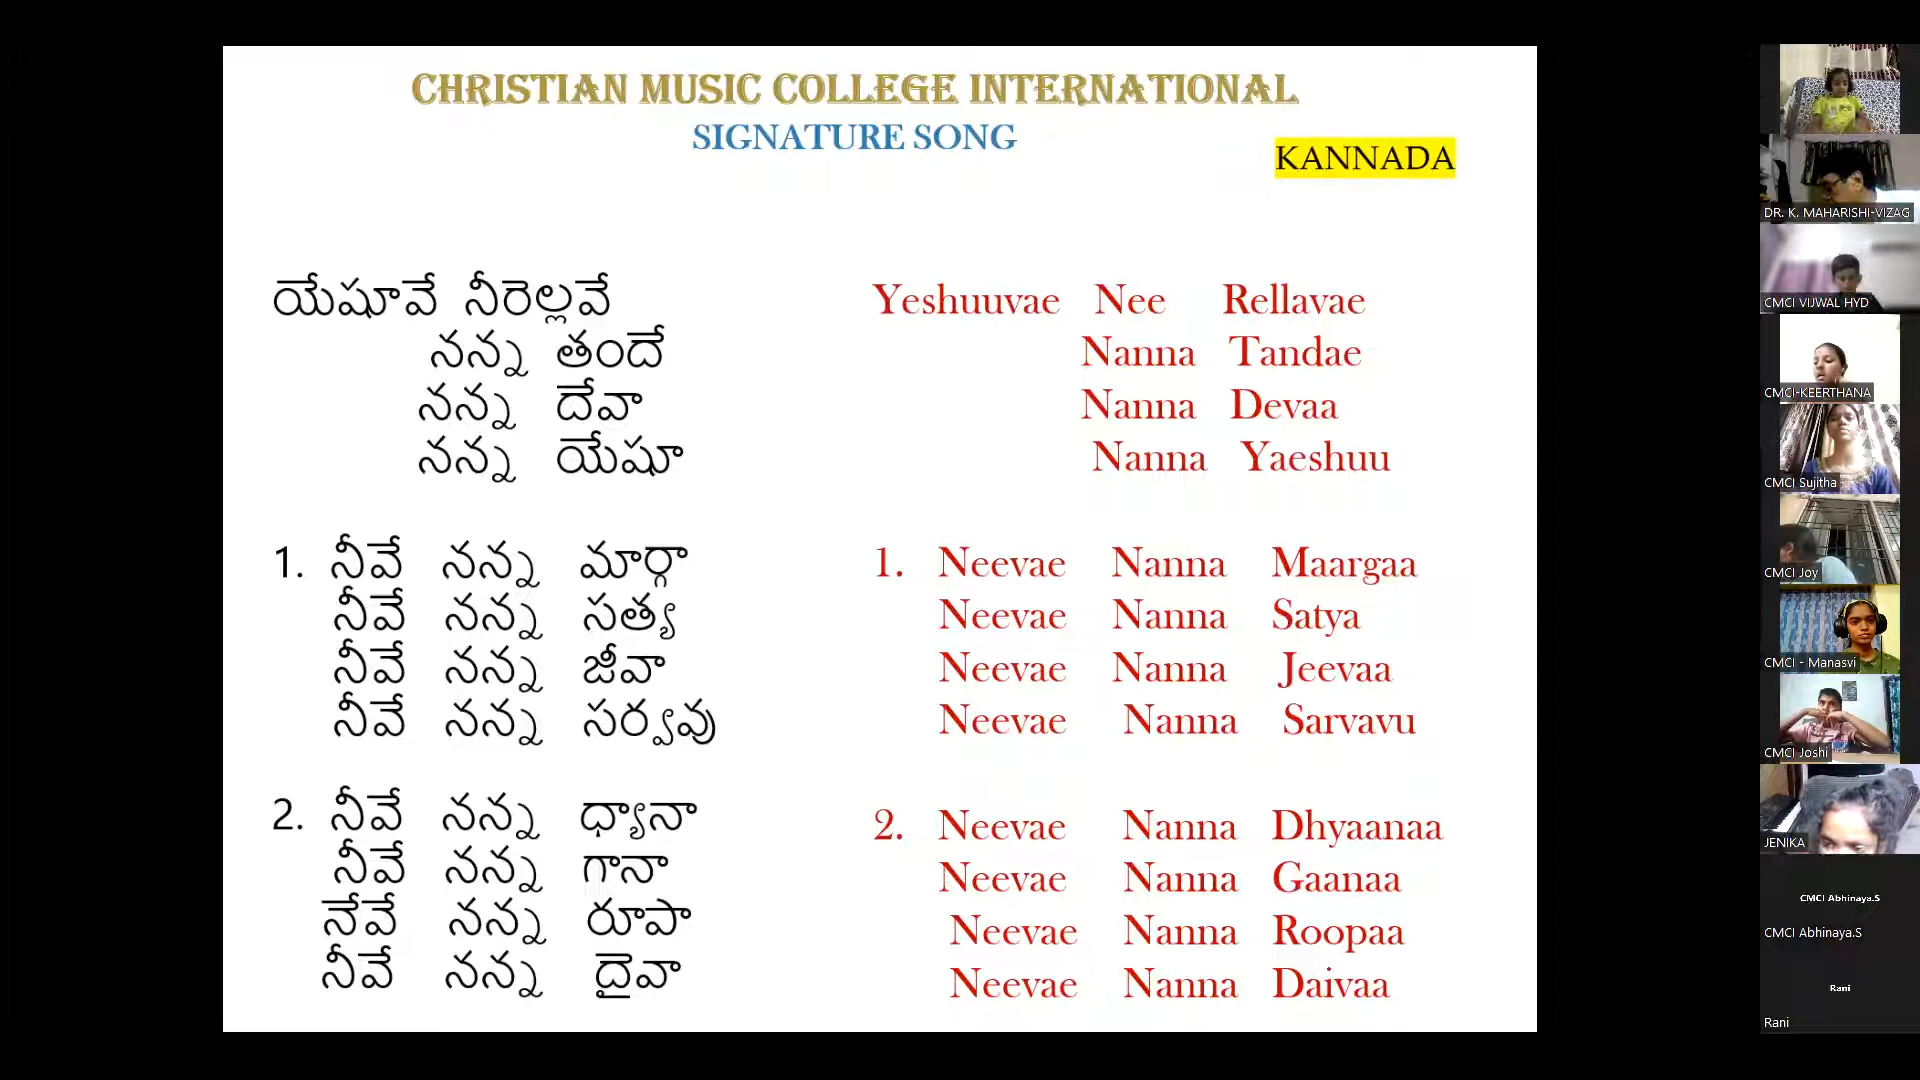 CHRISTIAN MUSIC COLLEGE INTERNATIONAL
SIGNATURE SONG
KANNADA
యేషూవే నీరెల్లవే
నన్న తందే
నన్న దేవా
నన్న యేషూ
1. నీవే నన్న మార్గా
నీవే నన్న సత్య
నీవే నన్న జీవా
నీవే నన్న సర్వవు
2. నీవే నన్న ధ్యానా
నీవే నన్న గానా
నేవే నన్న రూపా
నీవే నన్న దైవా
Yeshuuvae Nee Rellavae
Nanna Tandae
Nanna Devaa
Nanna Yaeshuu
1. Neevae Nanna Maargaa
Neevae Nanna Satya
Neevae Nanna Jeevaa
Neevae Nanna Sarvavu
2. Neevae Nanna Dhyaanaa
Neevae Nanna Gaanaa
Neevae Nanna Roopaa
Neevae Nanna Daivaa
DR. K. MAHARISHI-VIZAG
CMCI VIJWAL HYD
CMCI-KEERTHANA
CMCI Sujitha
CMCI Joy
CMCI - Manasvi
CMCI Joshi
JENIKA
CMCI Abhinaya.S
CMCI Abhinaya.S
Rani
Rani